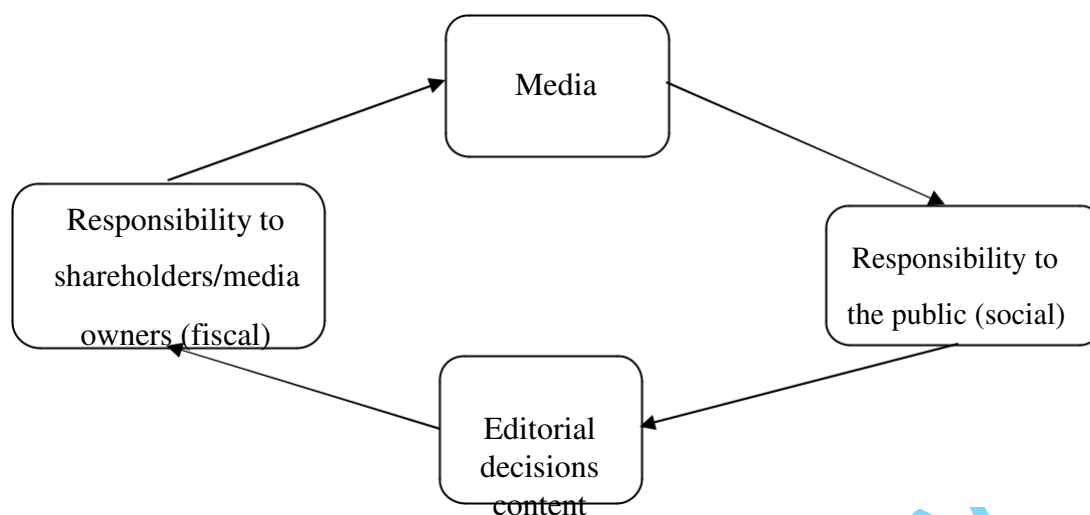 Media
Responsibility to
shareholders/media
owners (fiscal)
Responsibility to
the public (social)
Editorial
decisions
content